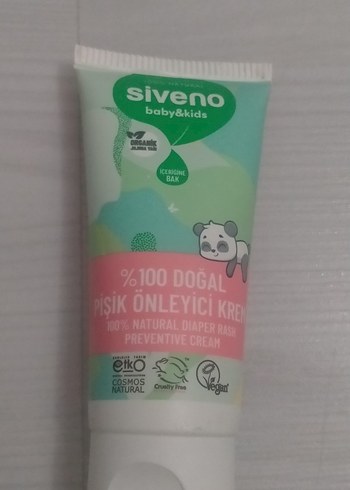 siveno
baby&kids
ORGANİK
İÇERİĞİNE
BAK
%100 DOĞAL
PİŞİK ÖNLEYİCİ KREM
100% NATURAL DIAPER RASH
PREVENTIVE CREAM
etko
COSMOS
NATURAL
Cruelty free
Vegan